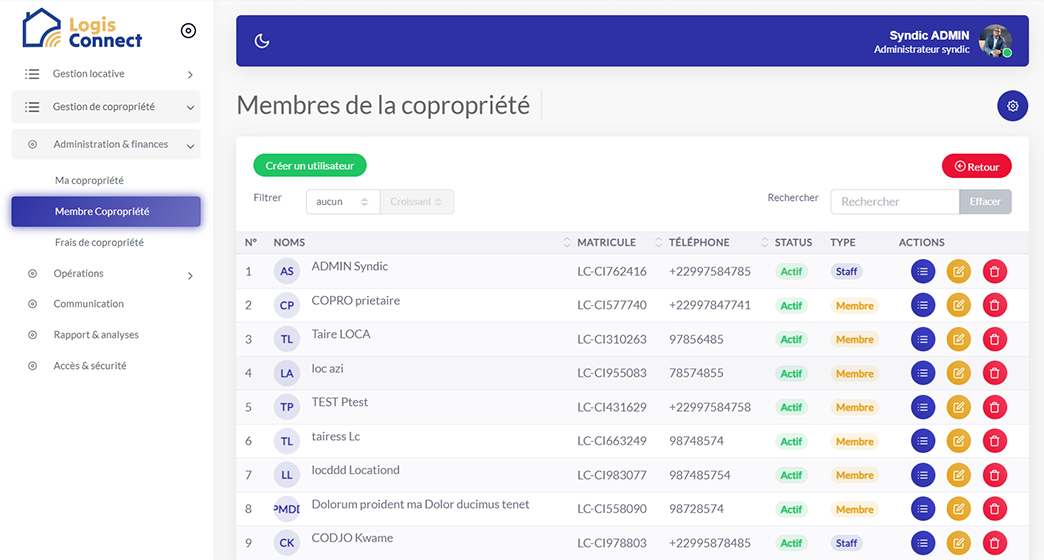 Logis
Connect
Syndic ADMIN
Administrateur syndic
Gestion locative
Gestion de copropriété
Administration & finances
Ma copropriété
Membre Copropriété
Frais de copropriété
Opérations
Communication
Rapport & analyses
Accès & sécurité
Membres de la copropriété
Créer un utilisateur
Retour
Filtrer aucun Croissant Rechercher Rechercher Effacer
N° NOMS MATRICULE TÉLÉPHONE STATUS TYPE ACTIONS
1 AS ADMIN Syndic LC-CI762416 +22997584785 Actif Staff
2 CP COPRO prietaire LC-CI577740 +22997847741 Actif Membre
3 TL Taire LOCA LC-CI310263 97856485 Actif Membre
4 LA loc azi LC-CI955083 78574855 Actif Membre
5 TP TEST Ptest LC-CI431629 +22997584758 Actif Membre
6 TL tairess Lc LC-CI663249 98748574 Actif Membre
7 LL locddd Locationd LC-CI983077 987485754 Actif Membre
8 PMDD Dolorum proident ma Dolor ducimus tenet LC-CI558090 98728574 Actif Membre
9 CK CODJO Kwame LC-CI978803 +22995878485 Actif Staff